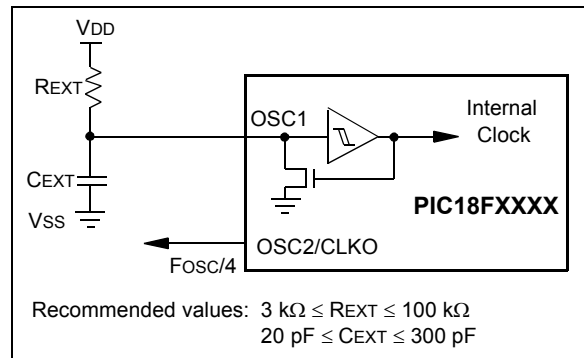 VDD
REXT
OSC1
Internal
Clock
CEXT
PIC18FXXXX
VSS
OSC2/CLKO
FOSC/4
Recommended values: 3 kΩ ≤ REXT ≤ 100 kΩ
20 pF ≤ CEXT ≤ 300 pF